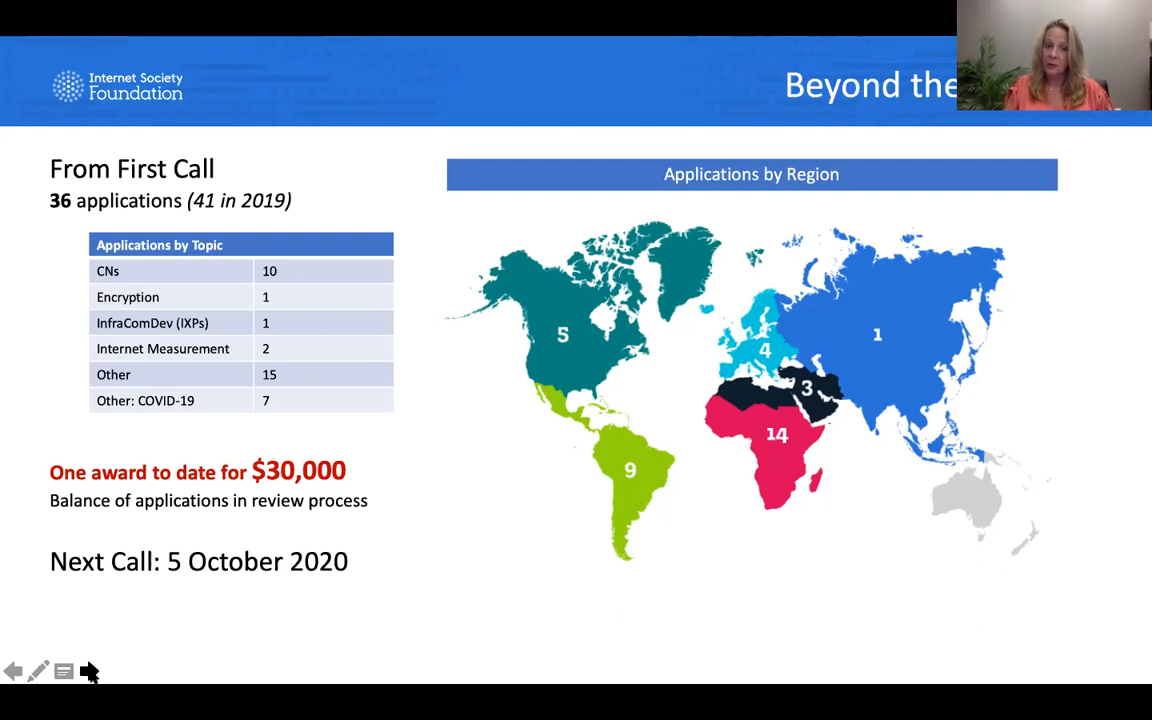 Internet Society
Foundation
Beyond the
From First Call
36 applications (41 in 2019)
Applications by Topic
CNs 10
Encryption 1
InfraComDev (IXPs) 1
Internet Measurement 2
Other 15
Other: COVID-19 7
One award to date for $30,000
Balance of applications in review process
Next Call: 5 October 2020
Applications by Region
5
4
1
3
14
9